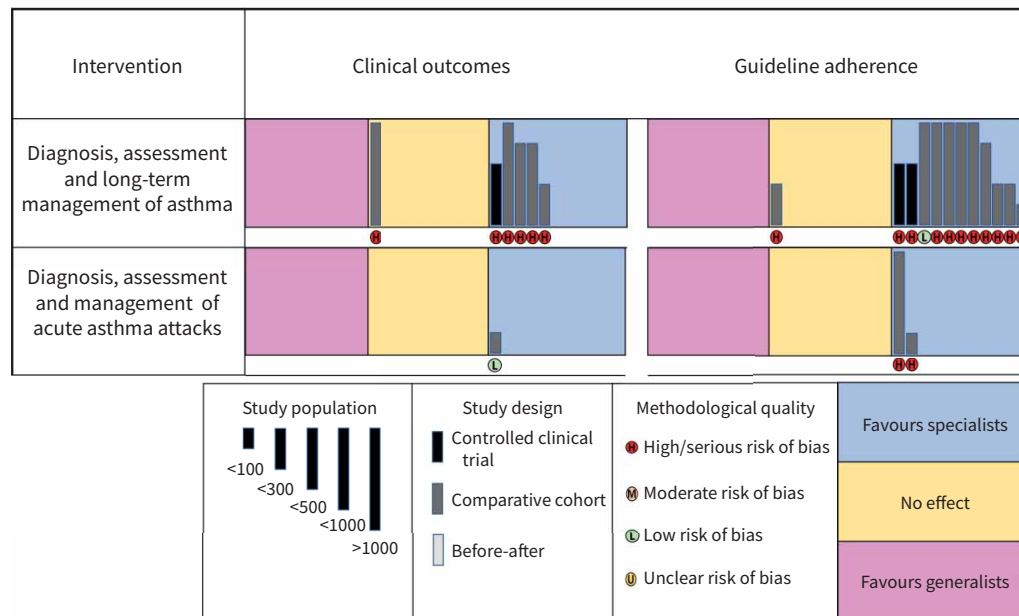 Intervention
Clinical outcomes
Guideline adherence
Diagnosis, assessment
and long-term
management of asthma
H
H H H H H
H
H H L H H H H H H H H
Diagnosis, assessment
and management of
acute asthma attacks
L
H H
Study population
<100
<300
<500
<1000
>1000
Study design
Controlled clinical
trial
Comparative cohort
Before-after
Methodological quality
H High/serious risk of bias
M Moderate risk of bias
L Low risk of bias
U Unclear risk of bias
Favours specialists
No effect
Favours generalists